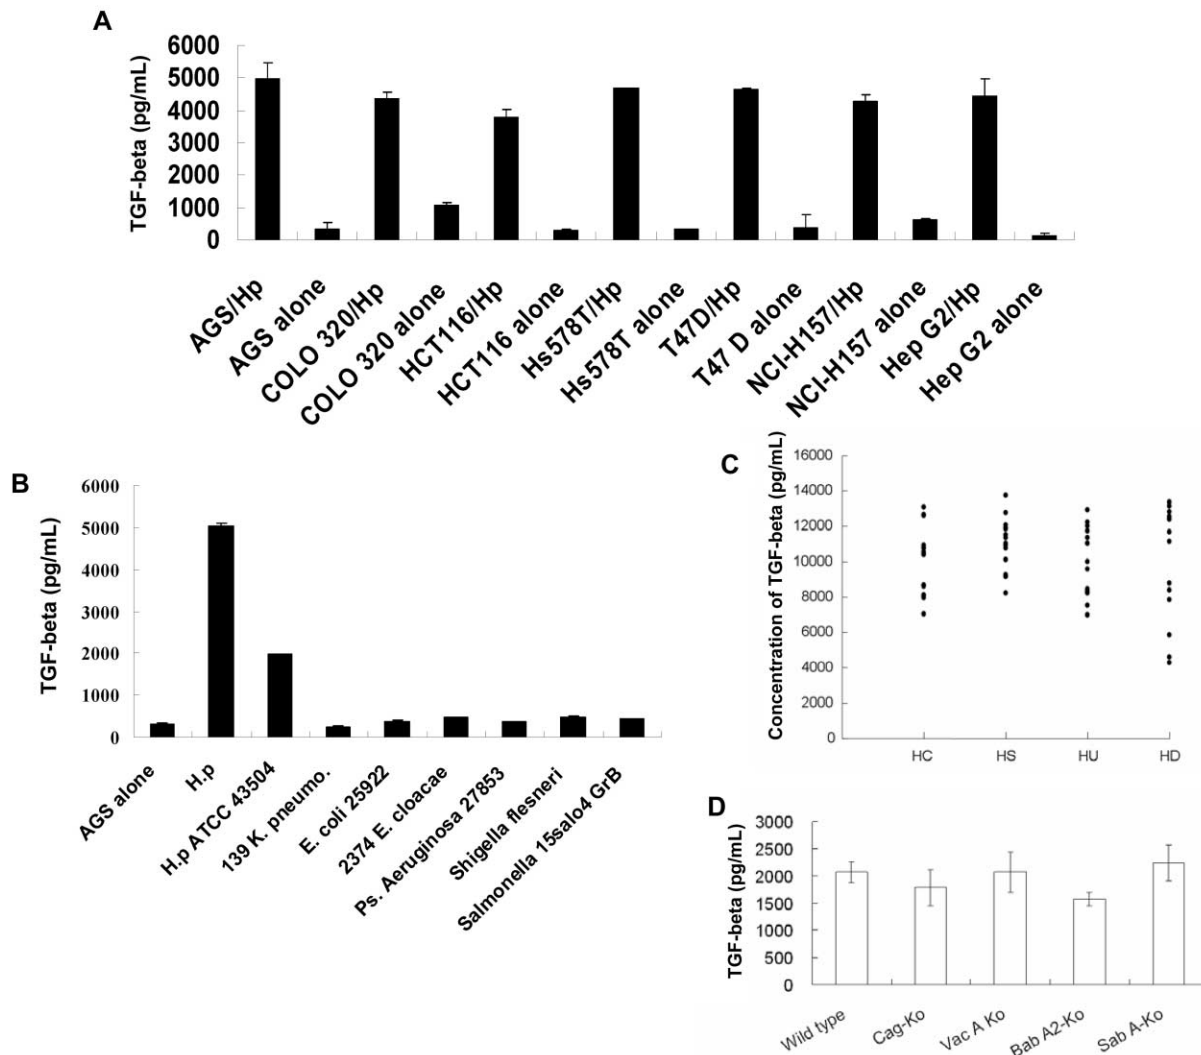 A
TGF-beta (pg/mL)
6000
5000
4000
3000
2000
1000
0
AGS/Hp
AGS alone
COLO 320/Hp
COLO 320 alone
HCT116/Hp
HCT116 alone
Hs578T/Hp
Hs578T alone
T47D/Hp
T47 D alone
NCI-H157/Hp
NCI-H157 alone
Hep G2/Hp
Hep G2 alone
B
TGF-beta (pg/mL)
6000
5000
4000
3000
2000
1000
0
AGS alone
H.p
H.p ATCC 43504
139 K. pneumo.
E. coli 25922
2374 E. cloacae
Ps. Aeruginosa 27853
Shigella flesneri
Salmonella 15salo4 GrB
C
Concentration of TGF-beta (pg/mL)
16000
14000
12000
10000
8000
6000
4000
2000
0
HC HS HU HD
D
TGF-beta (pg/mL)
3000
2500
2000
1500
1000
500
0
Wild type
Cag-Ko
Vac A Ko
Bab A2-Ko
Sab A-Ko